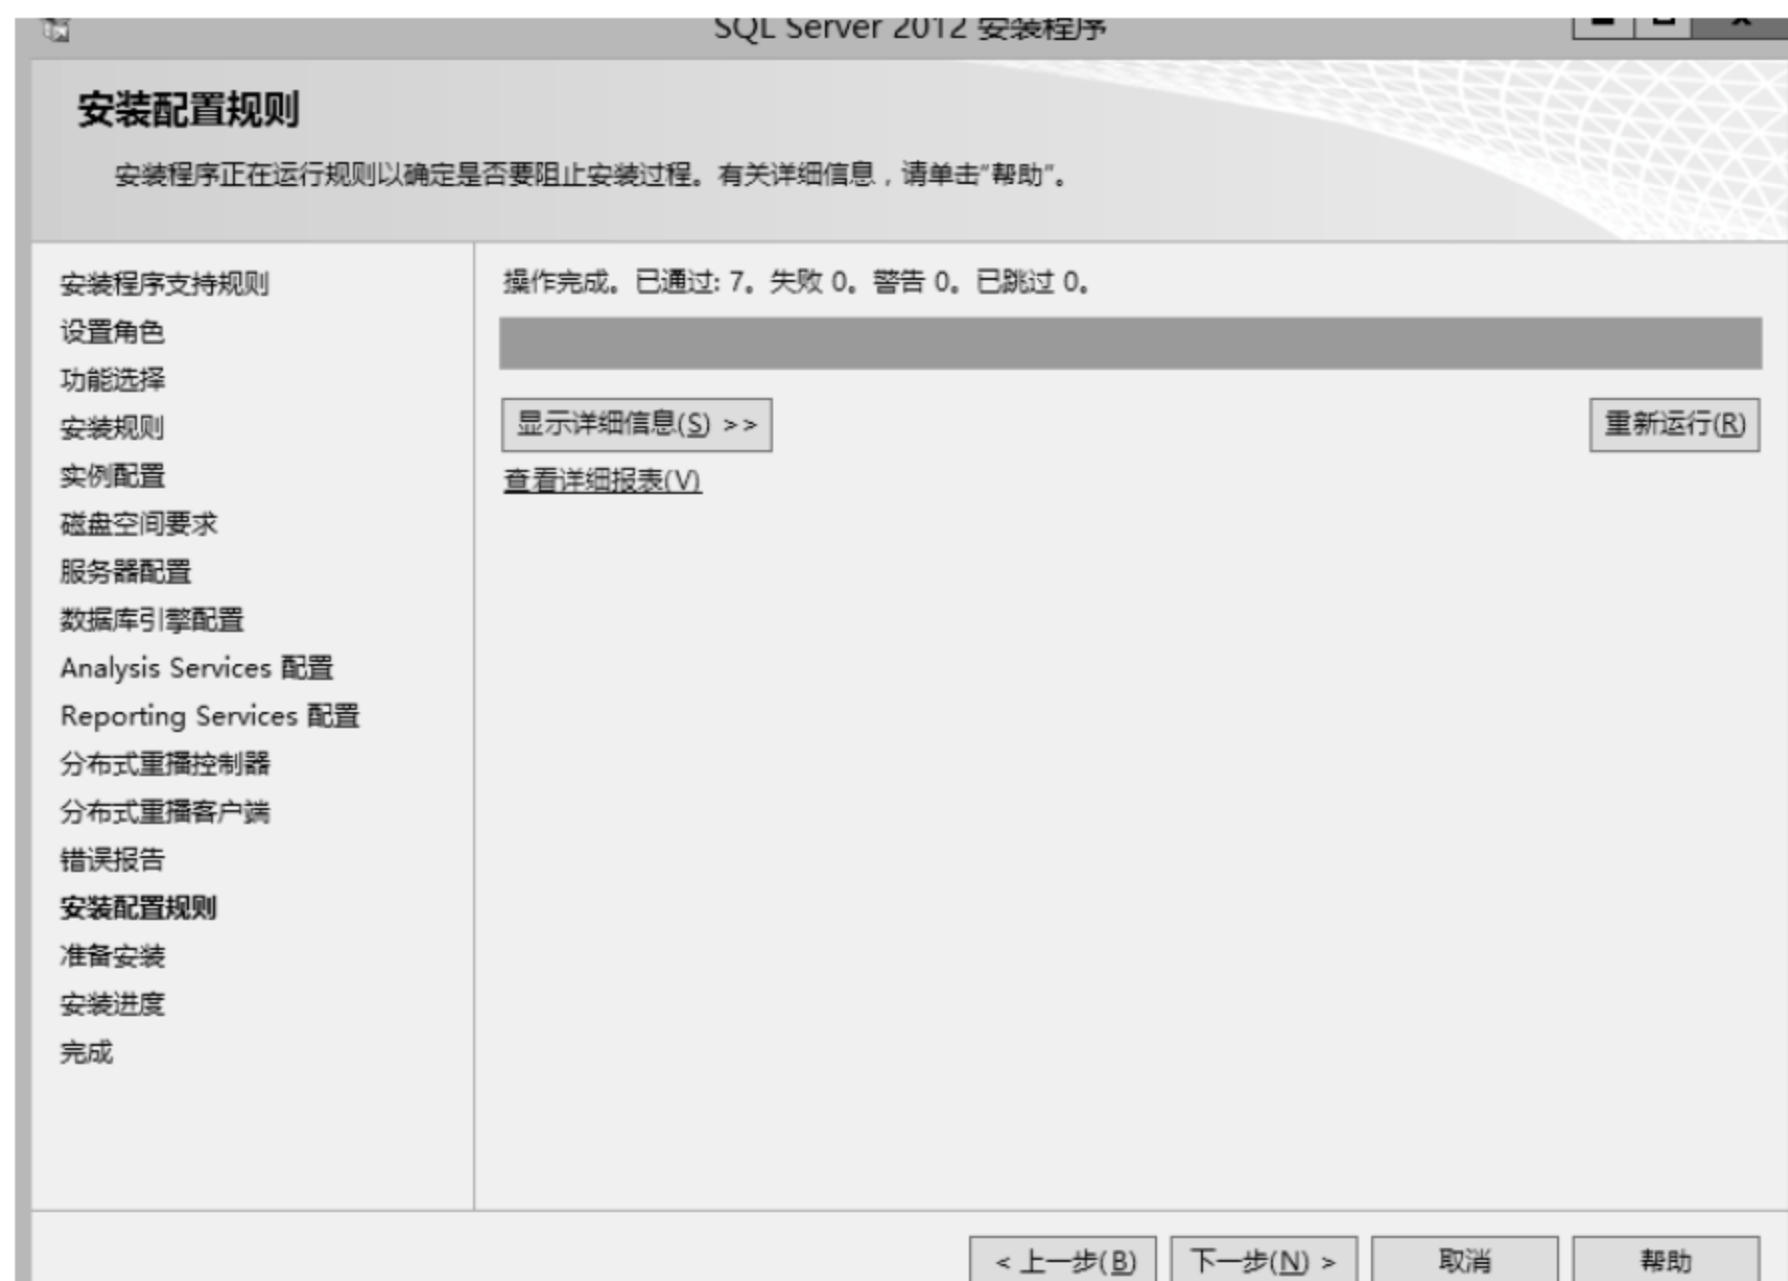 SQL Server 2012 安装程序
安装配置规则
安装程序正在运行规则以确定是否要阻止安装过程。有关详细信息，请单击"帮助"。
安装程序支持规则
设置角色
功能选择
安装规则
实例配置
磁盘空间要求
服务器配置
数据库引擎配置
Analysis Services 配置
Reporting Services 配置
分布式重播控制器
分布式重播客户端
错误报告
安装配置规则
准备安装
安装进度
完成
操作完成。已通过: 7。失败 0。警告 0。已跳过 0。
显示详细信息(S) >>
重新运行(R)
查看详细报表(V)
< 上一步(B)
下一步(N) >
取消
帮助